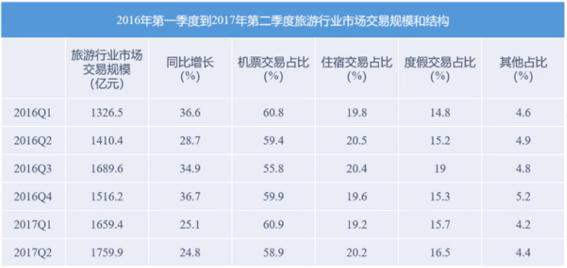 2016年第一季度到2017年第二季度旅游行业市场交易规模和结构
旅游行业市场交易规模(亿元) 同比增长(%) 机票交易占比(%) 住宿交易占比(%) 度假交易占比(%) 其他占比(%)
2016Q1 1326.5 36.6 60.8 19.8 14.8 4.6
2016Q2 1410.4 28.7 59.4 20.5 15.2 4.9
2016Q3 1689.6 34.9 55.8 20.4 19 4.8
2016Q4 1516.2 36.7 59.9 19.6 15.3 5.2
2017Q1 1659.4 25.1 60.9 19.2 15.7 4.2
2017Q2 1759.9 24.8 58.9 20.2 16.5 4.4